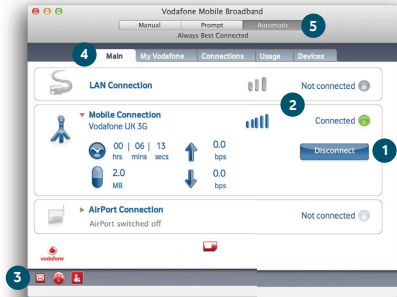 Vodafone Mobile Broadband
Manual Prompt Automatic
5
Always Best Connected
4
Main My Vodafone Connections Usage Devices
LAN Connection Not connected
2
Mobile Connection
Vodafone UK 3G
Connected
00 | 06 | 13
hrs mins secs
0.0
bps
Disconnect
1
2.0
MB
0.0
bps
AirPort Connection
AirPort switched off
Not connected
vodafone
3